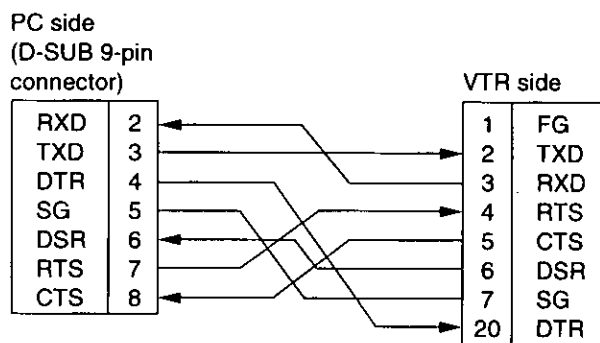 PC side
(D-SUB 9-pin
connector)
VTR side
RXD 2
TXD 3
DTR 4
SG 5
DSR 6
RTS 7
CTS 8
1 FG
2 TXD
3 RXD
4 RTS
5 CTS
6 DSR
7 SG
20 DTR